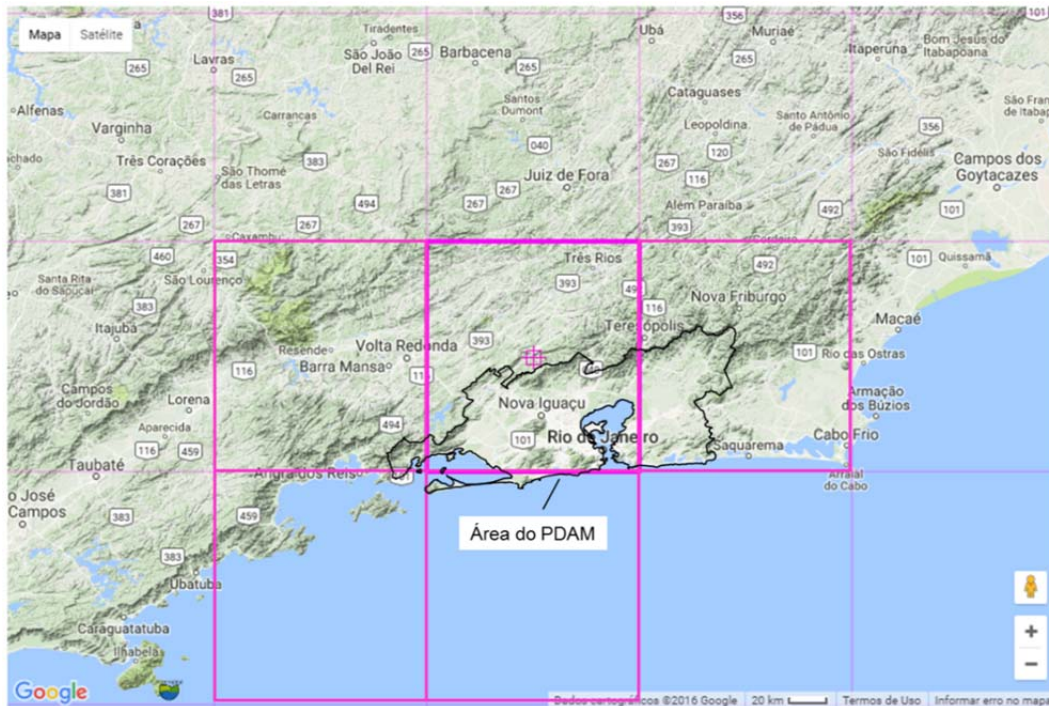 Mapa Satélite
381
356
101
Tiradentes
Ubá
Muriaé
Bom Jesus do
Itabapoana
265
São João
Del Rei
265
Barbacena
Itaperuna
Lavras
265
265
265
Alfenas
Carrancas
Santos
Dumont
Cataguases
Santo Antônio
de Pádua
São Fran
de Itabap
Varginha
040
Leopoldina
356
Três Corações
383
120
São Fidélis
Campos dos
Goytacazes
São Thomé
das Letras
Juiz de Fora
267
116
381
494
267
Além Paraíba
492
101
267
267
393
Caxambu
Cordeiro
460
354
São Lourenço
Três Rios
492
101
Quissamã
Santa Rita
do Sapucaí
383
393
116
Nova Friburgo
Macaé
Itajubá
Teresópolis
Resende
Volta Redonda
393
101
Rio das Ostras
116
Barra Mansa
Campos
do Jordão
Lorena
Nova Iguaçu
Armação
dos Búzios
Aparecida
494
101
Rio de Janeiro
Saquarema
Cabo Frio
116
459
Taubaté
Angra dos Reis
Arraial
do Cabo
o José
Campos
383
459
Área do PDAM
383
Ubatuba
Caraguatatuba
Ilhabela
Google
Dados cartográficos ©2016 Google 20 km Termos de Uso Informar erro no mapa